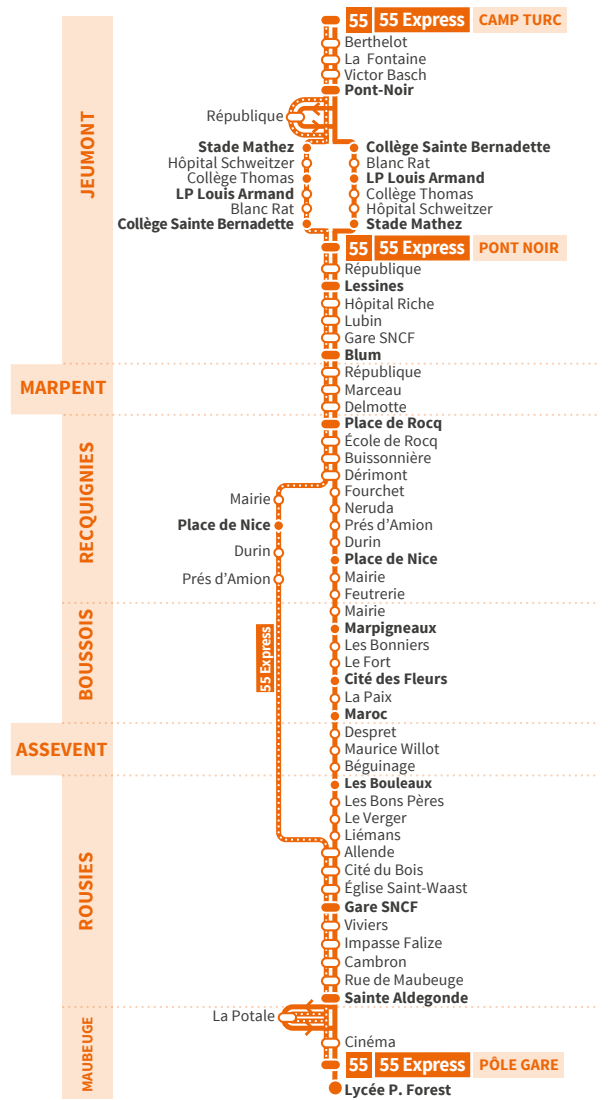 55 55 Express CAMP TURC
JEUMONT
Berthelot
La Fontaine
Victor Basch
Pont-Noir
République
Stade Mathez
Hôpital Schweitzer
Collège Thomas
LP Louis Armand
Blanc Rat
Collège Sainte Bernadette
Collège Sainte Bernadette
Blanc Rat
LP Louis Armand
Collège Thomas
Hôpital Schweitzer
Stade Mathez
55 55 Express PONT NOIR
République
Lessines
Hôpital Riche
Lubin
Gare SNCF
Blum
MARPENT
République
Marceau
Delmotte
RECQUIGNIES
Place de Rocq
École de Rocq
Buissonnière
Dérimont
Mairie
Place de Nice
Durin
Prés d'Amion
Fourchet
Neruda
Prés d'Amion
Durin
Place de Nice
Mairie
Feutrerie
BOUSSOIS
55 Express
Mairie
Marpigneaux
Les Bonniers
Le Fort
Cité des Fleurs
La Paix
Maroc
ASSEVENT
Despret
Maurice Willot
Béguinage
ROUSIES
Les Bouleaux
Les Bons Pères
Le Verger
Liémans
Allende
Cité du Bois
Église Saint-Waast
Gare SNCF
Viviers
Impasse Falize
Cambron
Rue de Maubeuge
Sainte Aldegonde
MAUBEUGE
La Potale
Cinéma
55 55 Express PÔLE GARE
Lycée P. Forest